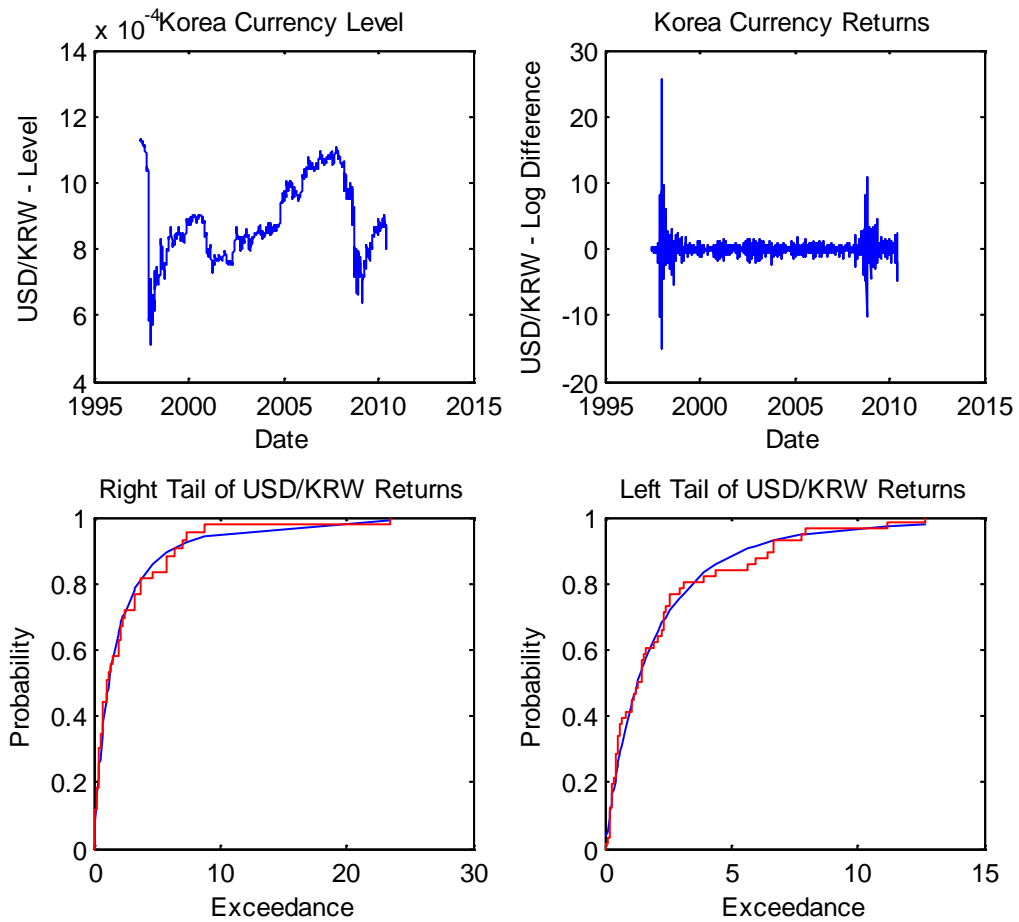 x 10-4
Korea Currency Level
14
12
10
8
6
4
USD/KRW - Level
1995 2000 2005 2010 2015
Date
Korea Currency Returns
30
20
10
0
-10
-20
USD/KRW - Log Difference
1995 2000 2005 2010 2015
Date
Right Tail of USD/KRW Returns
1
0.8
0.6
0.4
0.2
0
Probability
0 10 20 30
Exceedance
Left Tail of USD/KRW Returns
1
0.8
0.6
0.4
0.2
0
Probability
0 5 10 15
Exceedance